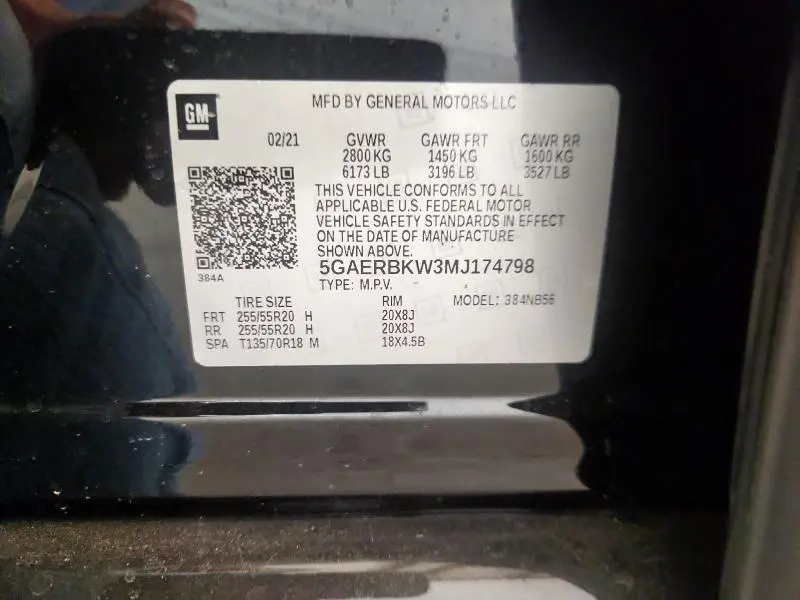 GM
MFD BY GENERAL MOTORS LLC
02/21 GVWR GAWR FRT GAWR RR
2800 KG 1450 KG 1600 KG
6173 LB 3196 LB 3527 LB
THIS VEHICLE CONFORMS TO ALL
APPLICABLE U.S. FEDERAL MOTOR
VEHICLE SAFETY STANDARDS IN EFFECT
ON THE DATE OF MANUFACTURE
SHOWN ABOVE.
384A
5GAERBKW3MJ174798
TYPE: M.P.V.
TIRE SIZE RIM MODEL: 384NB56
FRT 255/55R20 H 20X8J
RR 255/55R20 H 20X8J
SPA T135/70R18 M 18X4.5B